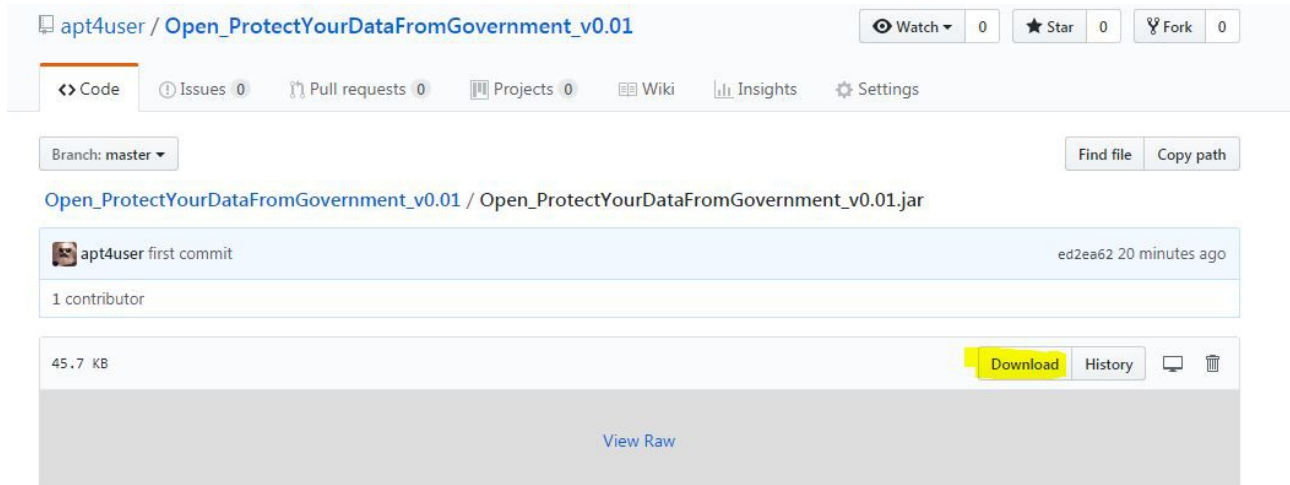 apt4user / Open_ProtectYourDataFromGovernment_v0.01 Watch 0 Star 0 Fork 0
Code Issues 0 Pull requests 0 Projects 0 Wiki Insights Settings
Branch: master Find file Copy path
Open_ProtectYourDataFromGovernment_v0.01 / Open_ProtectYourDataFromGovernment_v0.01.jar
apt4user first commit ed2ea62 20 minutes ago
1 contributor
45.7 KB Download History
View Raw